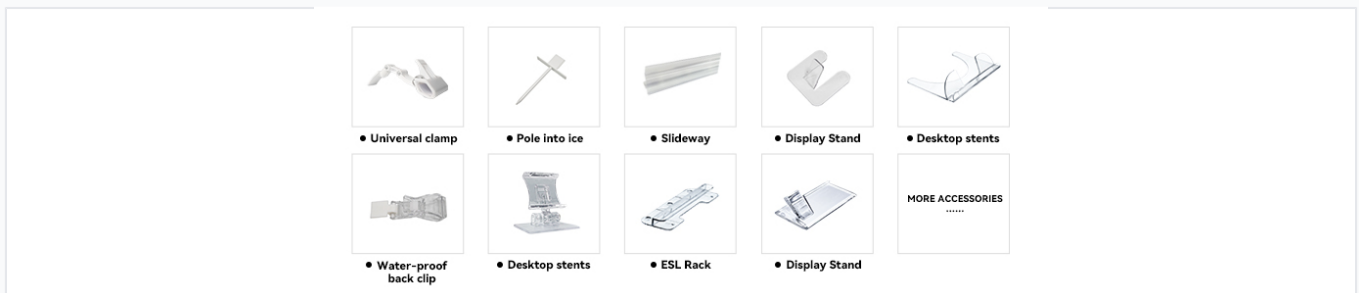 ● Universal clamp
● Pole into ice
● Slideway
● Display Stand
● Desktop stents
MORE ACCESSORIES
......
● Water-proof
back clip
● Desktop stents
● ESL Rack
● Display Stand